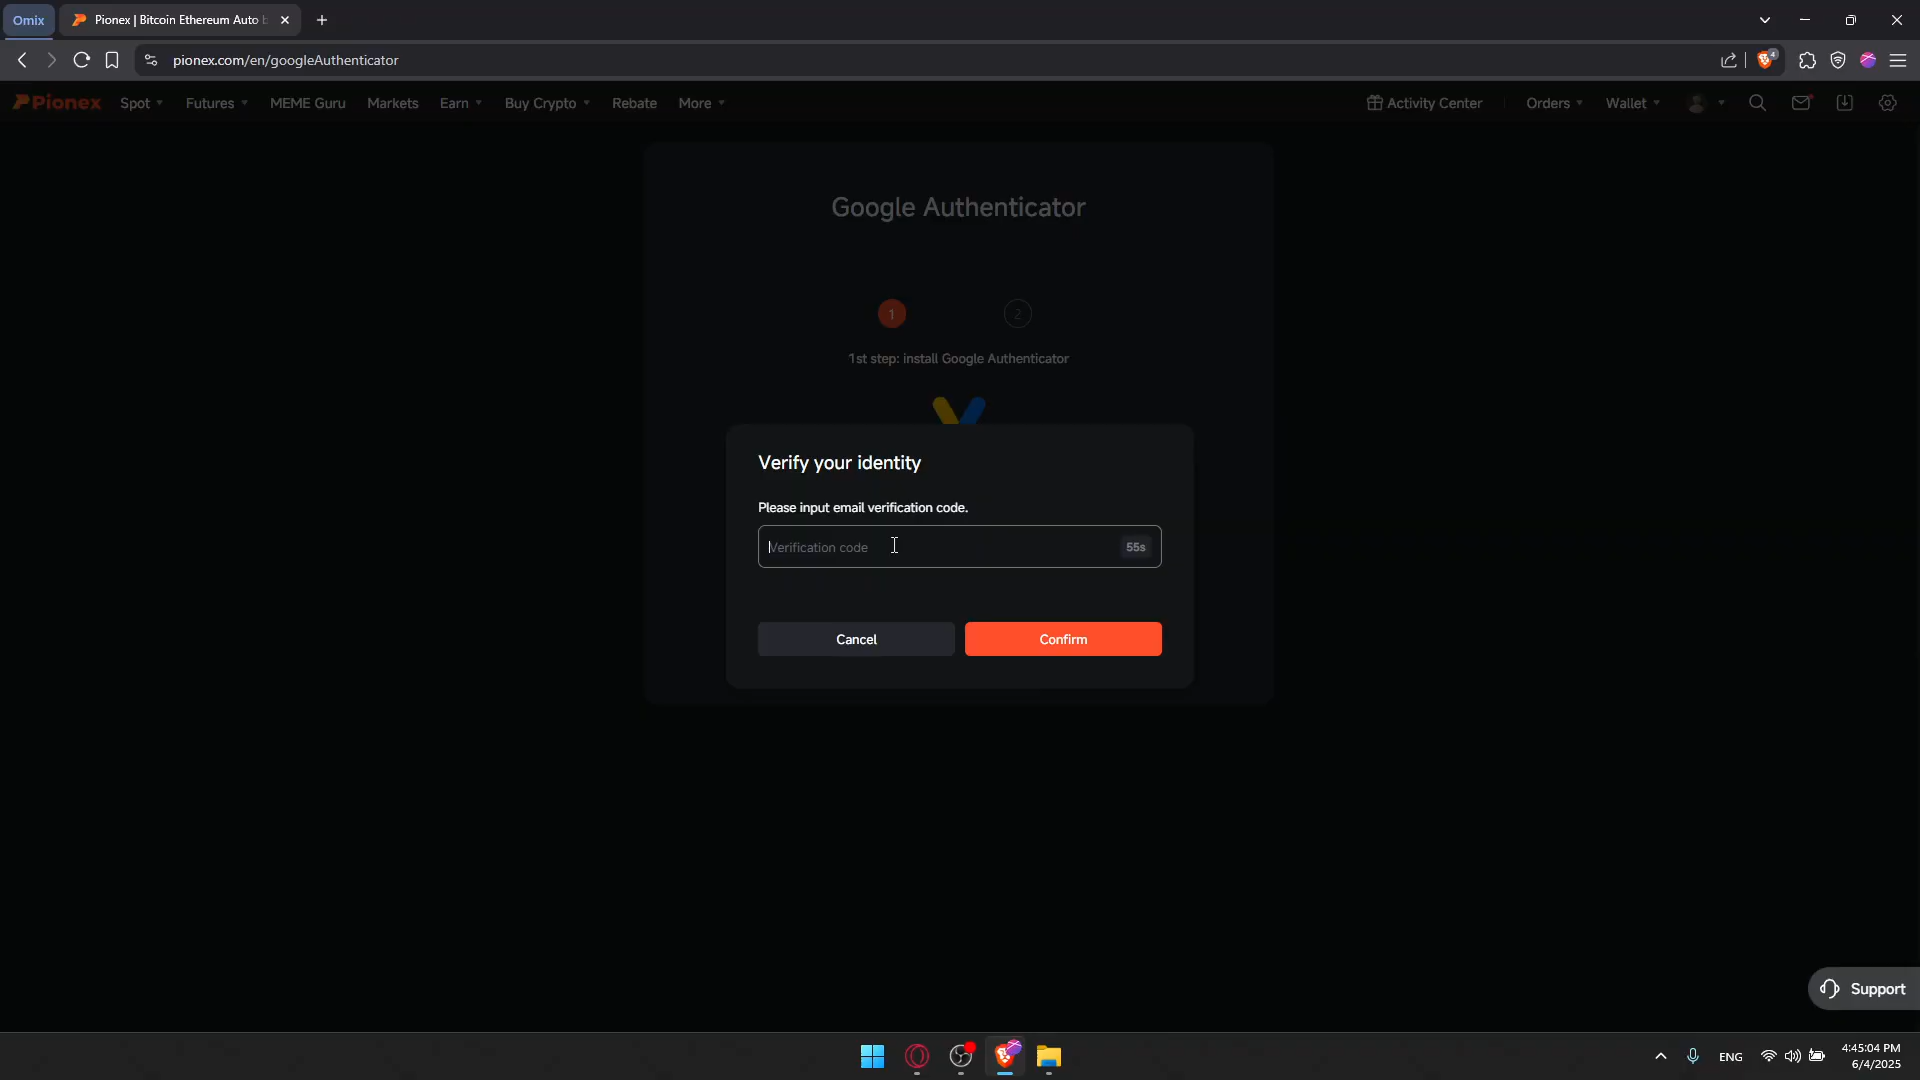 Omix
Pionex | Bitcoin Ethereum Auto b
pionex.com/en/googleAuthenticator
4
Pionex
Spot
Futures
MEME Guru
Markets
Earn
Buy Crypto
Rebate
More
Activity Center
Orders
Wallet
Google Authenticator
1
2
1st step: install Google Authenticator
Verify your identity
Please input email verification code.
Verification code
55s
Cancel
Confirm
Support
ENG
4:45:04 PM
6/4/2025